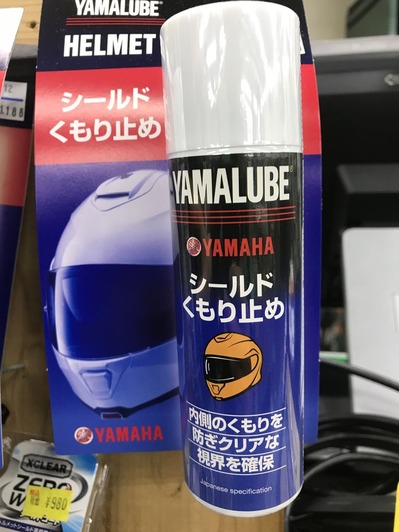 YAMALUBE
HELMET
シールド
くもり止め
YAMAHA
YAMALUBE
YAMAHA
シールド
くもり止め
内側のくもりを
防ぎクリアな
視界を確保
Japanese specification
12
1188
XCLEAR
ZERO
¥980